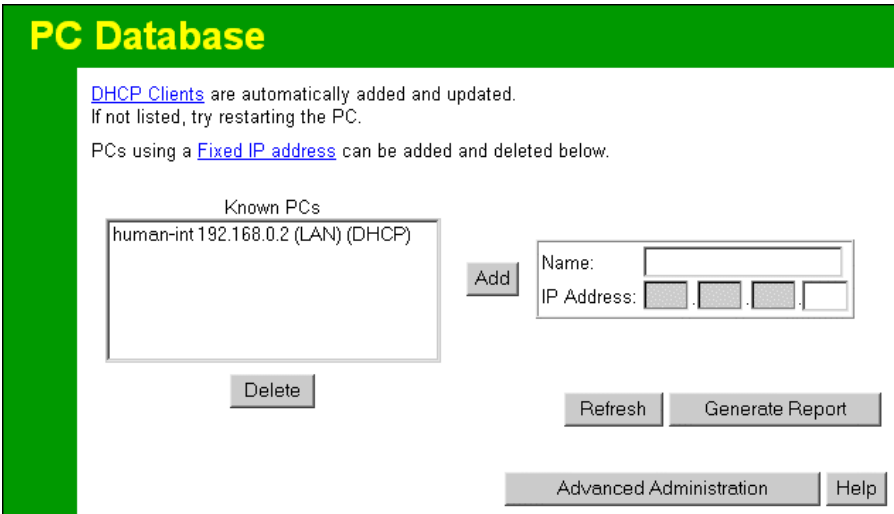 PC Database
DHCP Clients are automatically added and updated.
If not listed, try restarting the PC.
PCs using a Fixed IP address can be added and deleted below.
Known PCs
human-int 192.168.0.2 (LAN) (DHCP)
Add
Name:
IP Address: . . .
Delete
Refresh
Generate Report
Advanced Administration
Help